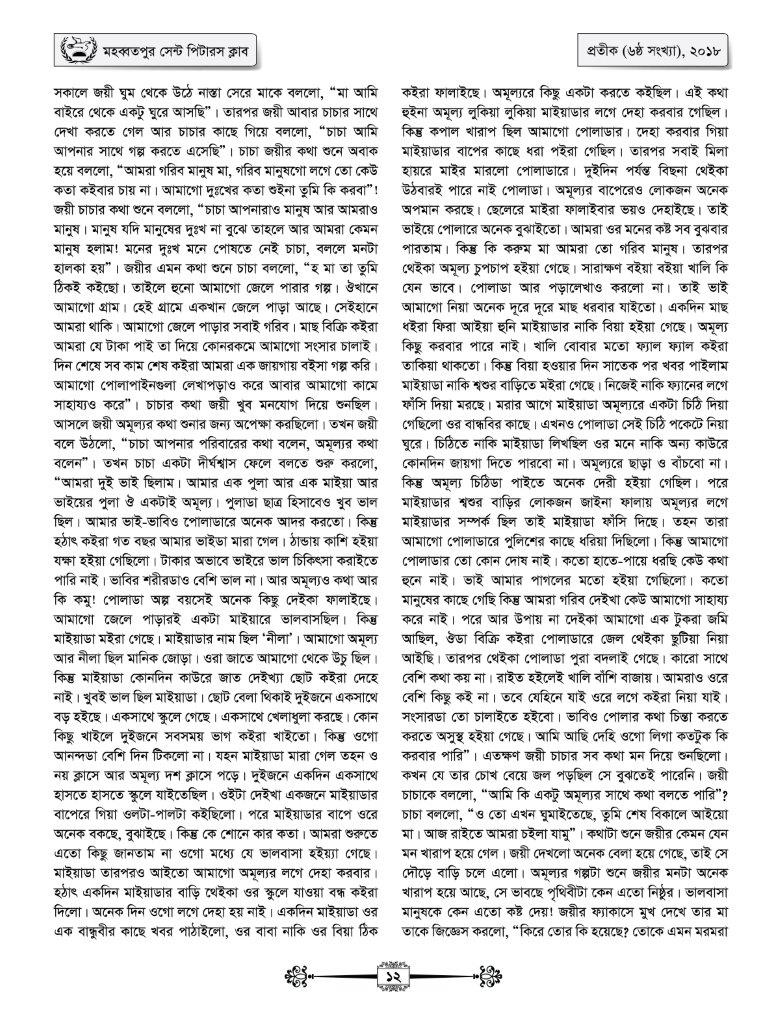 মহব্বতপুর সেন্ট পিটারস ক্লাব
প্রতীক (৬ষ্ঠ সংখ্যা), ২০১৮
সকালে জয়ী ঘুম থেকে উঠে নাস্তা সেরে মাকে বললো, “মা আমি
বাইরে থেকে একটু ঘুরে আসছি”। তারপর জয়ী আবার চাচার সাথে
দেখা করতে গেল আর চাচার কাছে গিয়ে বললো, “চাচা আমি
আপনার সাথে গল্প করতে এসেছি”। চাচা জয়ীর কথা শুনে অবাক
হয়ে বললো, “আমরা গরিব মানুষ মা, গরিব মানুষগো লগে তো কেউ
কতা কইবার চায় না। আমাগো দুঃখের কতা শুইনা তুমি কি করবা”!
জয়ী চাচার কথা শুনে বললো, “চাচা আপনারাও মানুষ আর আমরাও
মানুষ। মানুষ যদি মানুষের দুঃখ না বুঝে তাহলে আর আমরা কেমন
মানুষ হলাম! মনের দুঃখ মনে পোষতে নেই চাচা, বললে মনটা
হালকা হয়”। জয়ীর এমন কথা শুনে চাচা বললো, “হ মা তা তুমি
ঠিকই কইছো। তাইলে হুনো আমাগো জেলে পারার গল্প। ঔখানে
আমাগো গ্রাম। হেই গ্রামে একখান জেলে পাড়া আছে। সেইহানে
আমরা থাকি। আমাগো জেলে পাড়ার সবাই গরিব। মাছ বিক্রি কইরা
আমরা যে টাকা পাই তা দিয়ে কোনরকমে আমাগো সংসার চালাই।
দিন শেষে সব কাম শেষ কইরা আমরা এক জায়গায় বইসা গল্প করি।
আমাগো পোলাপাইনগুলা লেখাপড়াও করে আবার আমাগো কামে
সাহায্যও করে”। চাচার কথা জয়ী খুব মনযোগ দিয়ে শুনছিল।
আসলে জয়ী অমূল্যর কথা শুনার জন্য অপেক্ষা করছিলো। তখন জয়ী
বলে উঠলো, “চাচা আপনার পরিবারের কথা বলেন, অমূল্যর কথা
বলেন”। তখন চাচা একটা দীর্ঘশ্বাস ফেলে বলতে শুরু করলো,
“আমরা দুই ভাই ছিলাম। আমার এক পুলা আর এক মাইয়া আর
ভাইয়ের পুলা ঔ একটাই অমূল্য। পুলাডা ছাত্র হিসাবেও খুব ভাল
ছিল। আমার ভাই-ভাবিও পোলাডারে অনেক আদর করতো। কিন্তু
হঠাৎ কইরা গত বছর আমার ভাইডা মারা গেল। ঠান্ডায় কাশি হইয়া
যক্ষা হইয়া গেছিলো। টাকার অভাবে ভাইরে ভাল চিকিৎসা করাইতে
পারি নাই। ভাবির শরীরডাও বেশি ভাল না। আর অমূল্যও কথা আর
কি কমু! পোলাডা অল্প বয়সেই অনেক কিছু দেইকা ফালাইছে।
আমাগো জেলে পাড়ারই একটা মাইয়ারে ভালবাসছিল। কিন্তু
মাইয়াডা মইরা গেছে। মাইয়াডার নাম ছিল ‘নীলা’। আমাগো অমূল্য
আর নীলা ছিল মানিক জোড়া। ওরা জাতে আমাগো থেকে উচু ছিল।
কিন্তু মাইয়াডা কোনদিন কাউরে জাত দেইখ্যা ছোট কইরা দেহে
নাই। খুবই ভাল ছিল মাইয়াডা। ছোট বেলা থিকাই দুইজনে একসাথে
বড় হইছে। একসাথে স্কুলে গেছে। একসাথে খেলাধুলা করছে। কোন
কিছু খাইলে দুইজনে সবসময় ভাগ কইরা খাইতো। কিন্তু ওগো
আনন্দডা বেশি দিন টিকলো না। যহন মাইয়াডা মারা গেল তহন ও
নয় ক্লাসে আর অমূল্য দশ ক্লাসে পড়ে। দুইজনে একদিন একসাথে
হাসতে হাসতে স্কুলে যাইতেছিল। ওইটা দেইখা একজনে মাইয়াডার
বাপেরে গিয়া ওলটা-পালটা কইছিলো। পরে মাইয়াডার বাপে ওরে
অনেক বকছে, বুঝাইছে। কিন্তু কে শোনে কার কতা। আমরা শুরুতে
এতো কিছু জানতাম না ওগো মধ্যে যে ভালবাসা হইয়্যা গেছে।
মাইয়াডা তারপরও আইতো আমাগো অমূল্যর লগে দেহা করবার।
হঠাৎ একদিন মাইয়াডার বাড়ি থেইকা ওর স্কুলে যাওয়া বন্ধ কইরা
দিলো। অনেক দিন ওগো লগে দেহা হয় নাই। একদিন মাইয়াডা ওর
এক বান্ধুবীর কাছে খবর পাঠাইলো, ওর বাবা নাকি ওর বিয়া ঠিক
কইরা ফালাইছে। অমূল্যরে কিছু একটা করতে কইছিল। এই কথা
হুইনা অমূল্য লুকিয়া লুকিয়া মাইয়াডার লগে দেহা করবার গেছিল।
কিন্তু কপাল খারাপ ছিল আমাগো পোলাডার। দেহা করবার গিয়া
মাইয়াডার বাপের কাছে ধরা পইরা গেছিল। তারপর সবাই মিলা
হায়রে মাইর মারলো পোলাডারে। দুইদিন পর্যন্ত বিছনা থেইকা
উঠবারই পারে নাই পোলাডা। অমূল্যর বাপেরেও লোকজন অনেক
অপমান করছে। ছেলেরে মাইরা ফালাইবার ভয়ও দেহাইছে। তাই
ভাইয়ে পোলারে অনেক বুঝাইতো। আমরা ওর মনের কষ্ট সব বুঝবার
পারতাম। কিন্তু কি করুম মা আমরা তো গরিব মানুষ। তারপর
থেইকা অমূল্য চুপচাপ হইয়া গেছে। সারাক্ষণ বইয়া বইয়া খালি কি
যেন ভাবে। পোলাডা আর পড়ালেখাও করলো না। তাই ভাই
আমাগো নিয়া অনেক দূরে দূরে মাছ ধরবার যাইতো। একদিন মাছ
ধইরা ফিরা আইয়া হুনি মাইয়াডার নাকি বিয়া হইয়া গেছে। অমূল্য
কিছু করবার পারে নাই। খালি বোবার মতো ফ্যাল ফ্যাল কইরা
তাকিয়া থাকতো। কিন্তু বিয়া হওয়ার দিন সাতেক পর খবর পাইলাম
মাইয়াডা নাকি শ্বশুর বাড়িতে মইরা গেছে। নিজেই নাকি ফ্যানের লগে
ফাঁসি দিয়া মরছে। মরার আগে মাইয়াডা অমূল্যরে একটা চিঠি দিয়া
গেছিলো ওর বান্ধবির কাছে। এখনও পোলাডা সেই চিঠি পকেটে নিয়া
ঘুরে। চিঠিতে নাকি মাইয়াডা লিখছিল ওর মনে নাকি অন্য কাউরে
কোনদিন জায়গা দিতে পারবো না। অমূল্যরে ছাড়া ও বাঁচবো না।
কিন্তু অমূল্য চিঠিডা পাইতে অনেক দেরী হইয়া গেছিল। পরে
মাইয়াডার শ্বশুর বাড়ির লোকজন জাইনা ফালায় অমূল্যর লগে
মাইয়াডার সম্পর্ক ছিল তাই মাইয়াডা ফাঁসি দিছে। তহন তারা
আমাগো পোলাডারে পুলিশের কাছে ধরিয়া দিছিলো। কিন্তু আমাগো
পোলাডার তো কোন দোষ নাই। কতো হাতে-পায়ে ধরছি কেউ কথা
হুনে নাই। ভাই আমার পাগলের মতো হইয়া গেছিলো। কতো
মানুষের কাছে গেছি কিন্তু আমরা গরিব দেইখা কেউ আমাগো সাহায্য
করে নাই। পরে আর উপায় না দেইকা আমাগো এক টুকরা জমি
আছিল, ঔডা বিক্রি কইরা পোলাডারে জেল থেইকা ছুটিয়া নিয়া
আইছি। তারপর থেইকা পোলাডা পুরা বদলাই গেছে। কারো সাথে
বেশি কথা কয় না। রাইত হইলেই খালি বাঁশি বাজায়। আমরাও ওরে
বেশি কিছু কই না। তবে যেহিনে যাই ওরে লগে কইরা নিয়া যাই।
সংসারডা তো চালাইতে হইবো। ভাবিও পোলার কথা চিন্তা করতে
করতে অসুস্থ হইয়া গেছে। আমি আছি দেহি ওগো লিগা কতটুক কি
করবার পারি”। এতক্ষণ জয়ী চাচার সব কথা মন দিয়ে শুনছিলো।
কখন যে তার চোখ বেয়ে জল পড়ছিল সে বুঝতেই পারেনি। জয়ী
চাচাকে বললো, “আমি কি একটু অমূল্যর সাথে কথা বলতে পারি”?
চাচা বললো, “ও তো এখন ঘুমাইতেছে, তুমি শেষ বিকালে আইয়ো
মা। আজ রাইতে আমরা চইলা যামু”। কথাটা শুনে জয়ীর কেমন যেন
মন খারাপ হয়ে গেল। জয়ী দেখলো অনেক বেলা হয়ে গেছে, তাই সে
দৌড়ে বাড়ি চলে এলো। অমূল্যর গল্পটা শুনে জয়ীর মনটা অনেক
খারাপ হয়ে আছে, সে ভাবছে পৃথিবীটা কেন এতো নিষ্ঠুর। ভালবাসা
মানুষকে কেন এতো কষ্ট দেয়! জয়ীর ফ্যাকাসে মুখ দেখে তার মা
তাকে জিজ্ঞেস করলো, “কিরে তোর কি হয়েছে? তোকে এমন মরমরা
১২